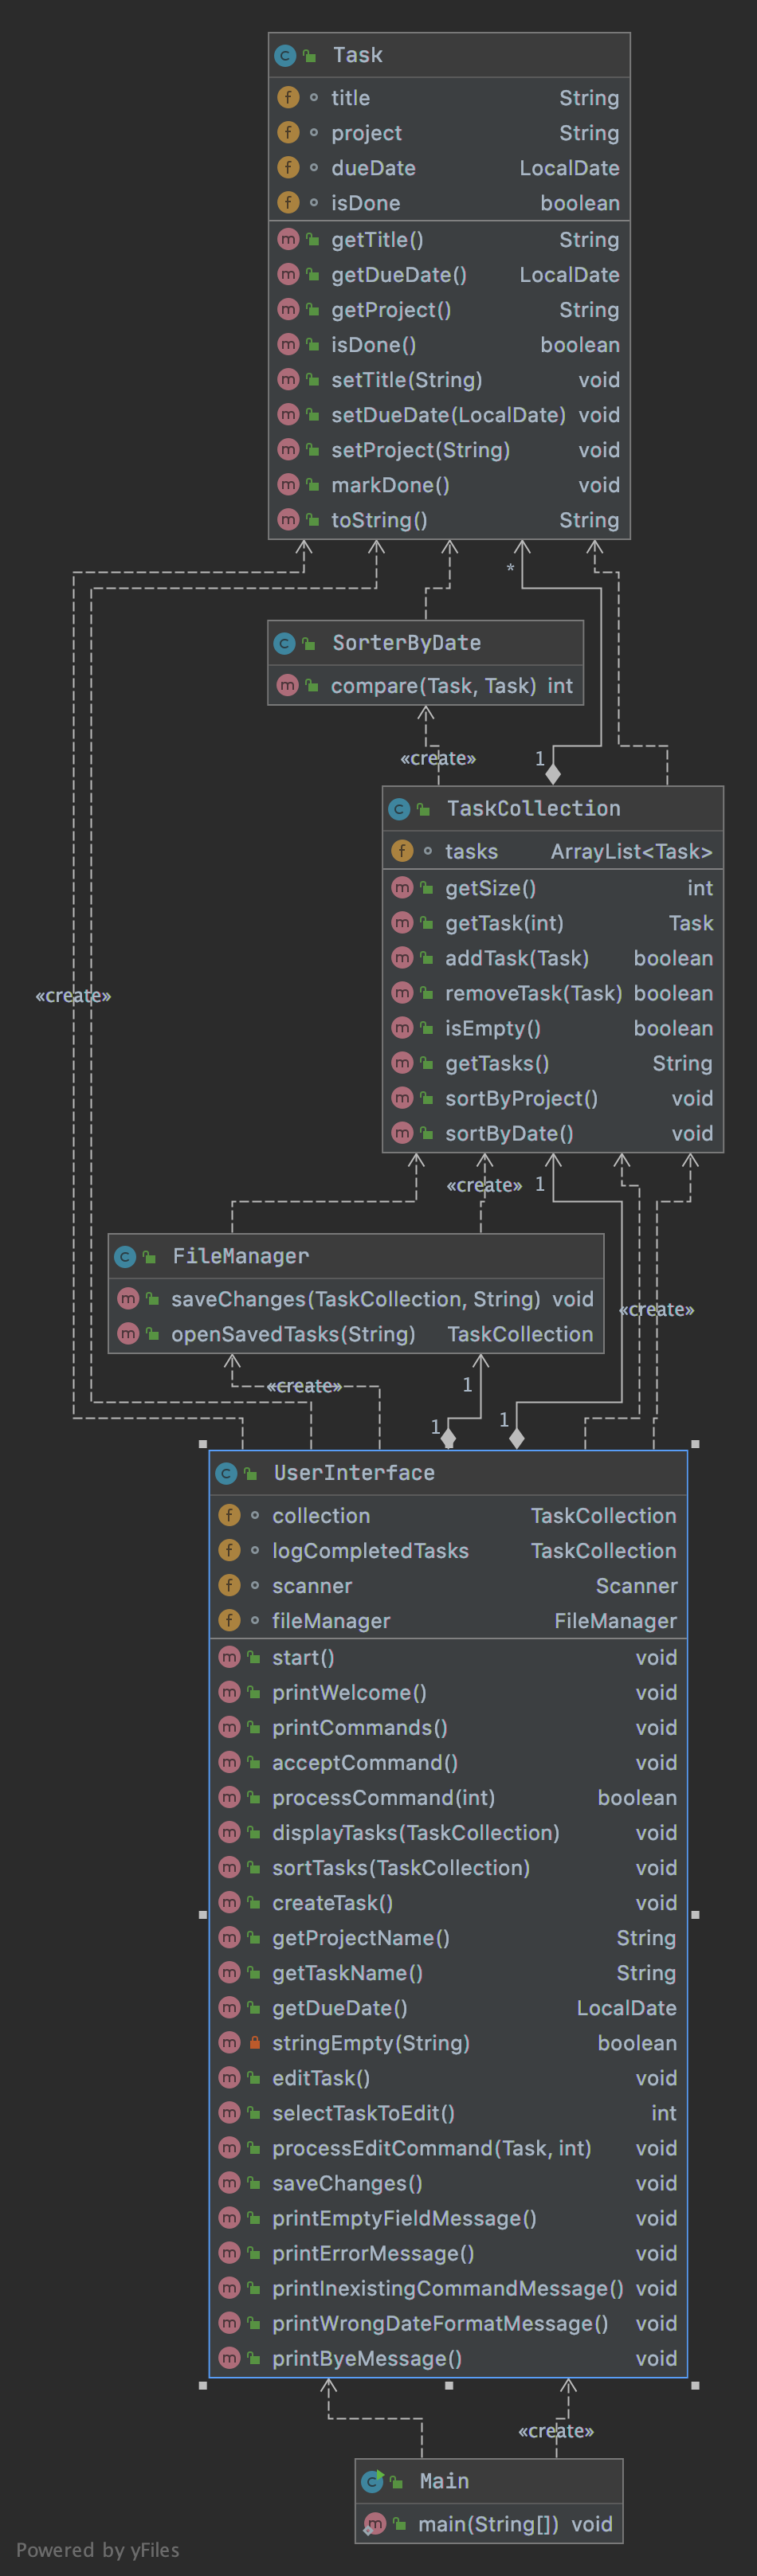 Task
title String
project String
dueDate LocalDate
isDone boolean
getTitle() String
getDueDate() LocalDate
getProject() String
isDone() boolean
setTitle(String) void
setDueDate(LocalDate) void
setProject(String) void
markDone() void
toString() String
*
SorterByDate
compare(Task, Task) int
«create»
1
TaskCollection
tasks ArrayList<Task>
getSize() int
getTask(int) Task
addTask(Task) boolean
removeTask(Task) boolean
«create»
isEmpty() boolean
getTasks() String
sortByProject() void
sortByDate() void
«create» 1
FileManager
saveChanges(TaskCollection, String) void
«create»
openSavedTasks(String) TaskCollection
«create» 1
1 1
UserInterface
collection TaskCollection
logCompletedTasks TaskCollection
scanner Scanner
fileManager FileManager
start() void
printWelcome() void
printCommands() void
acceptCommand() void
processCommand(int) boolean
displayTasks(TaskCollection) void
sortTasks(TaskCollection) void
createTask() void
getProjectName() String
getTaskName() String
getDueDate() LocalDate
stringEmpty(String) boolean
editTask() void
selectTaskToEdit() int
processEditCommand(Task, int) void
saveChanges() void
printEmptyFieldMessage() void
printErrorMessage() void
printInexistingCommandMessage() void
printWrongDateFormatMessage() void
printByeMessage() void
«create»
Main
main(String[]) void
Powered by yFiles